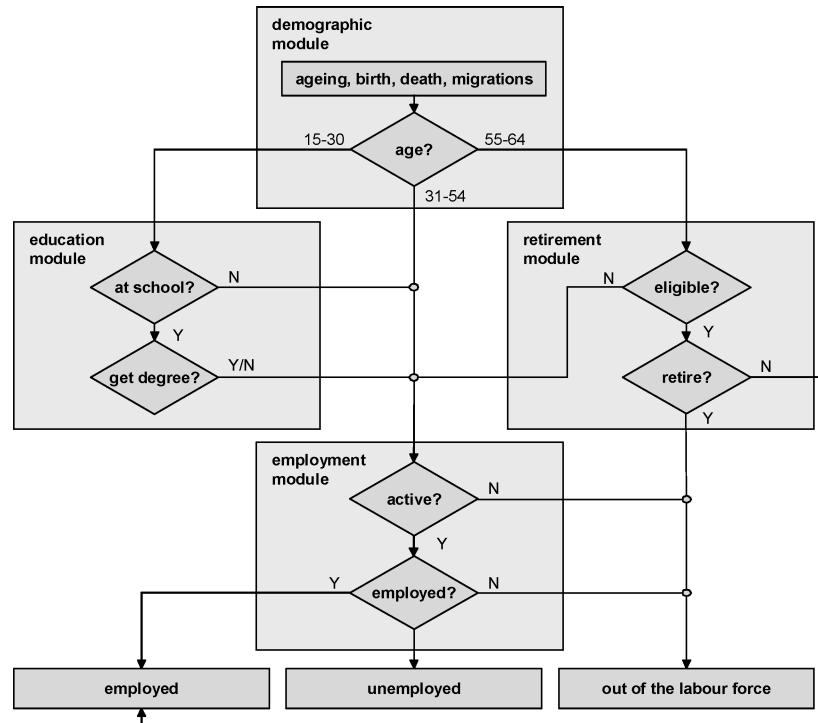 demographic
module
ageing, birth, death, migrations
15-30
age?
55-64
31-54
education
module
at school?
N
Y
get degree?
Y/N
retirement
module
N
eligible?
Y
retire?
N
Y
employment
module
active?
N
Y
Y
employed?
N
employed
unemployed
out of the labour force